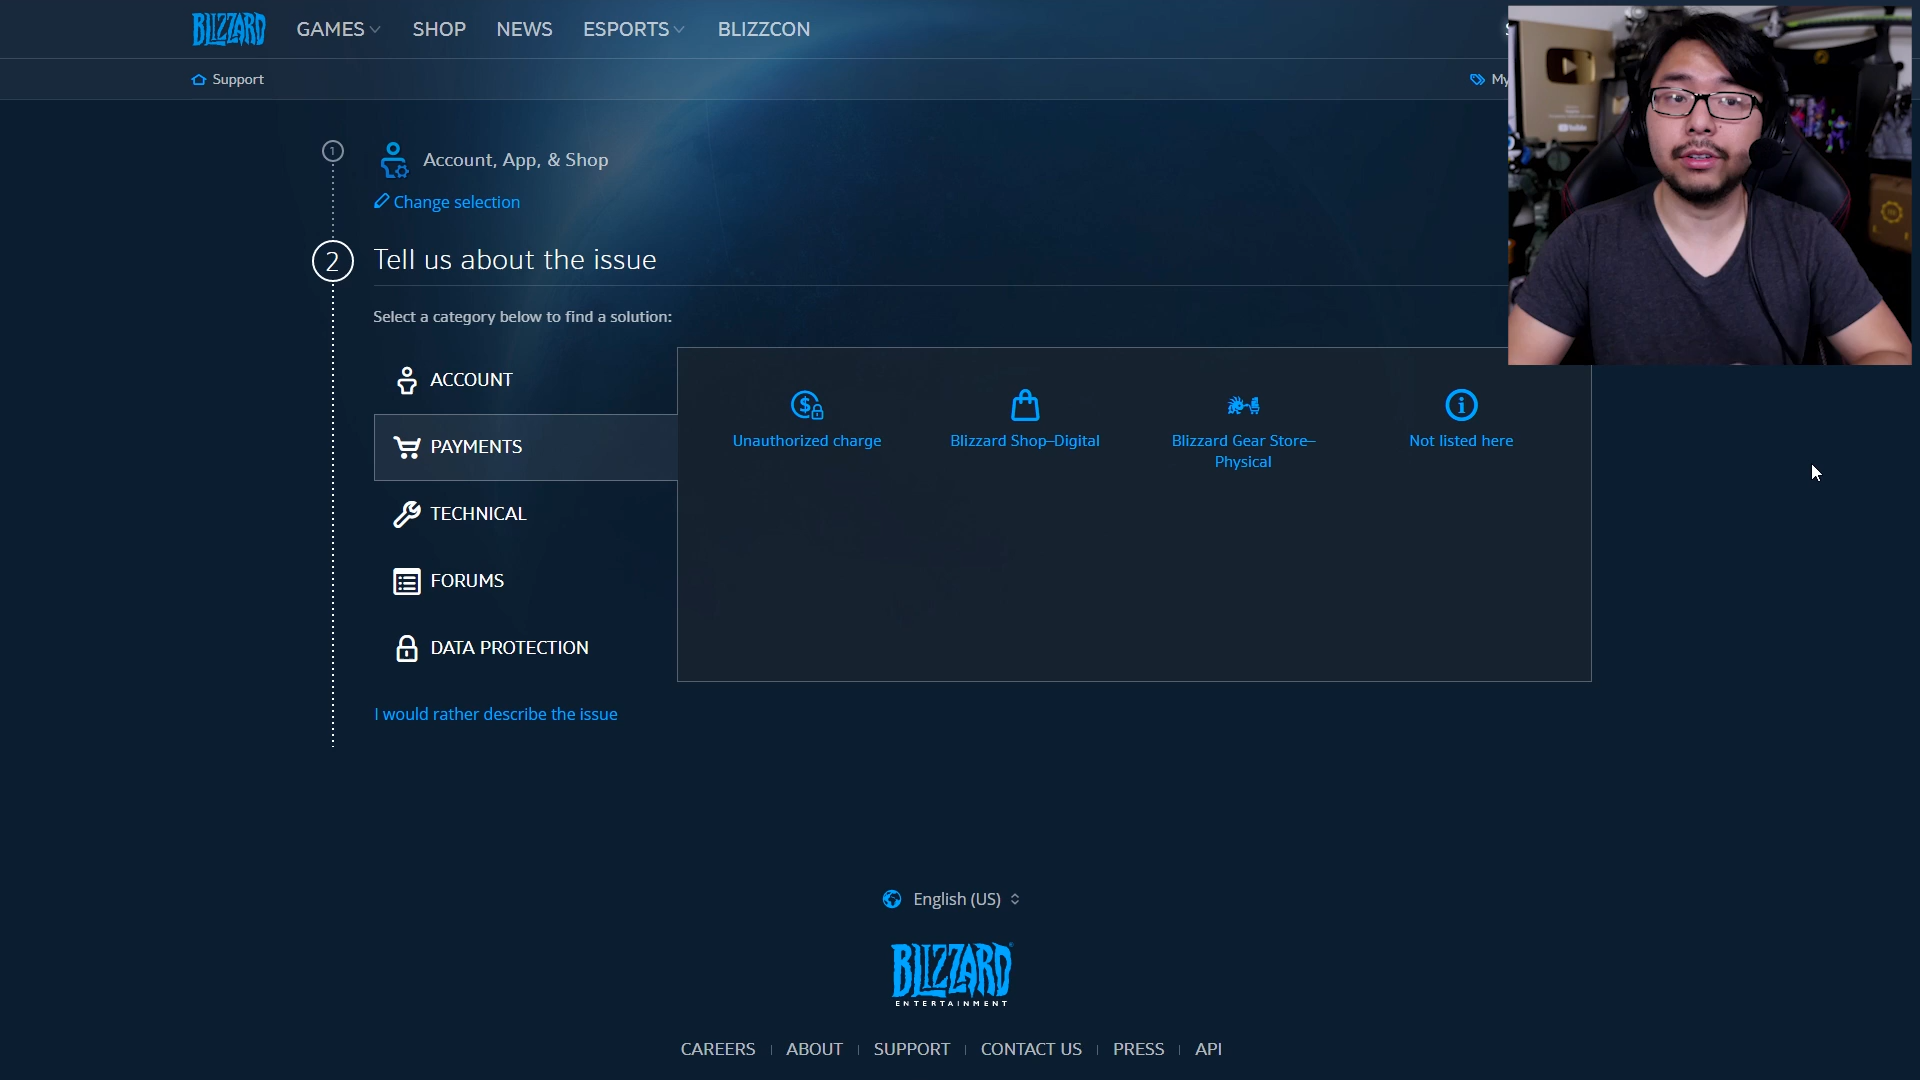 BLIZZARD GAMES SHOP NEWS ESPORTS BLIZZCON
Support My
1 Account, App, & Shop
Change selection
2 Tell us about the issue
Select a category below to find a solution:
ACCOUNT
PAYMENTS
TECHNICAL
FORUMS
DATA PROTECTION
Unauthorized charge
Blizzard Shop–Digital
Blizzard Gear Store–
Physical
Not listed here
I would rather describe the issue
English (US)
BLIZZARD
ENTERTAINMENT
CAREERS | ABOUT | SUPPORT | CONTACT US | PRESS | API